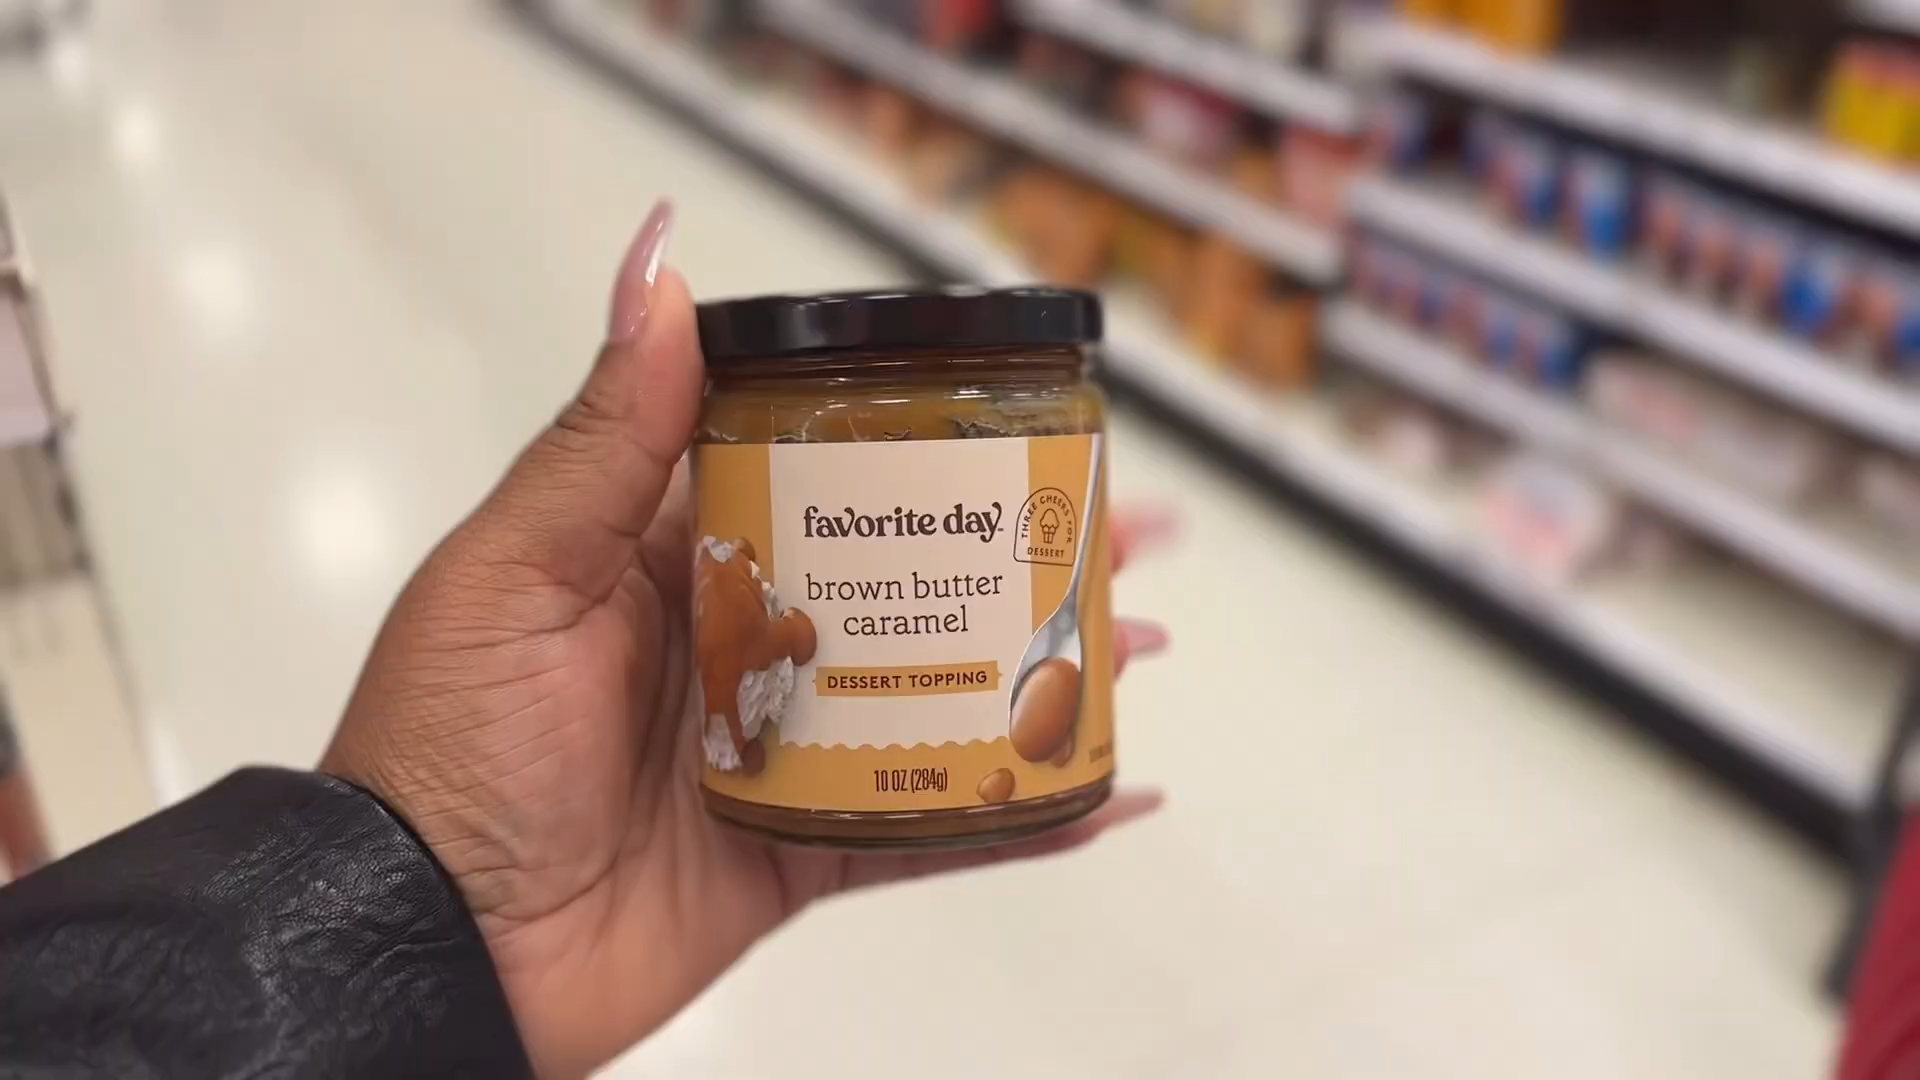 favorite day
THREE CHEERS FOR
DESSERT
brown butter
caramel
DESSERT TOPPING
10 OZ (284g)